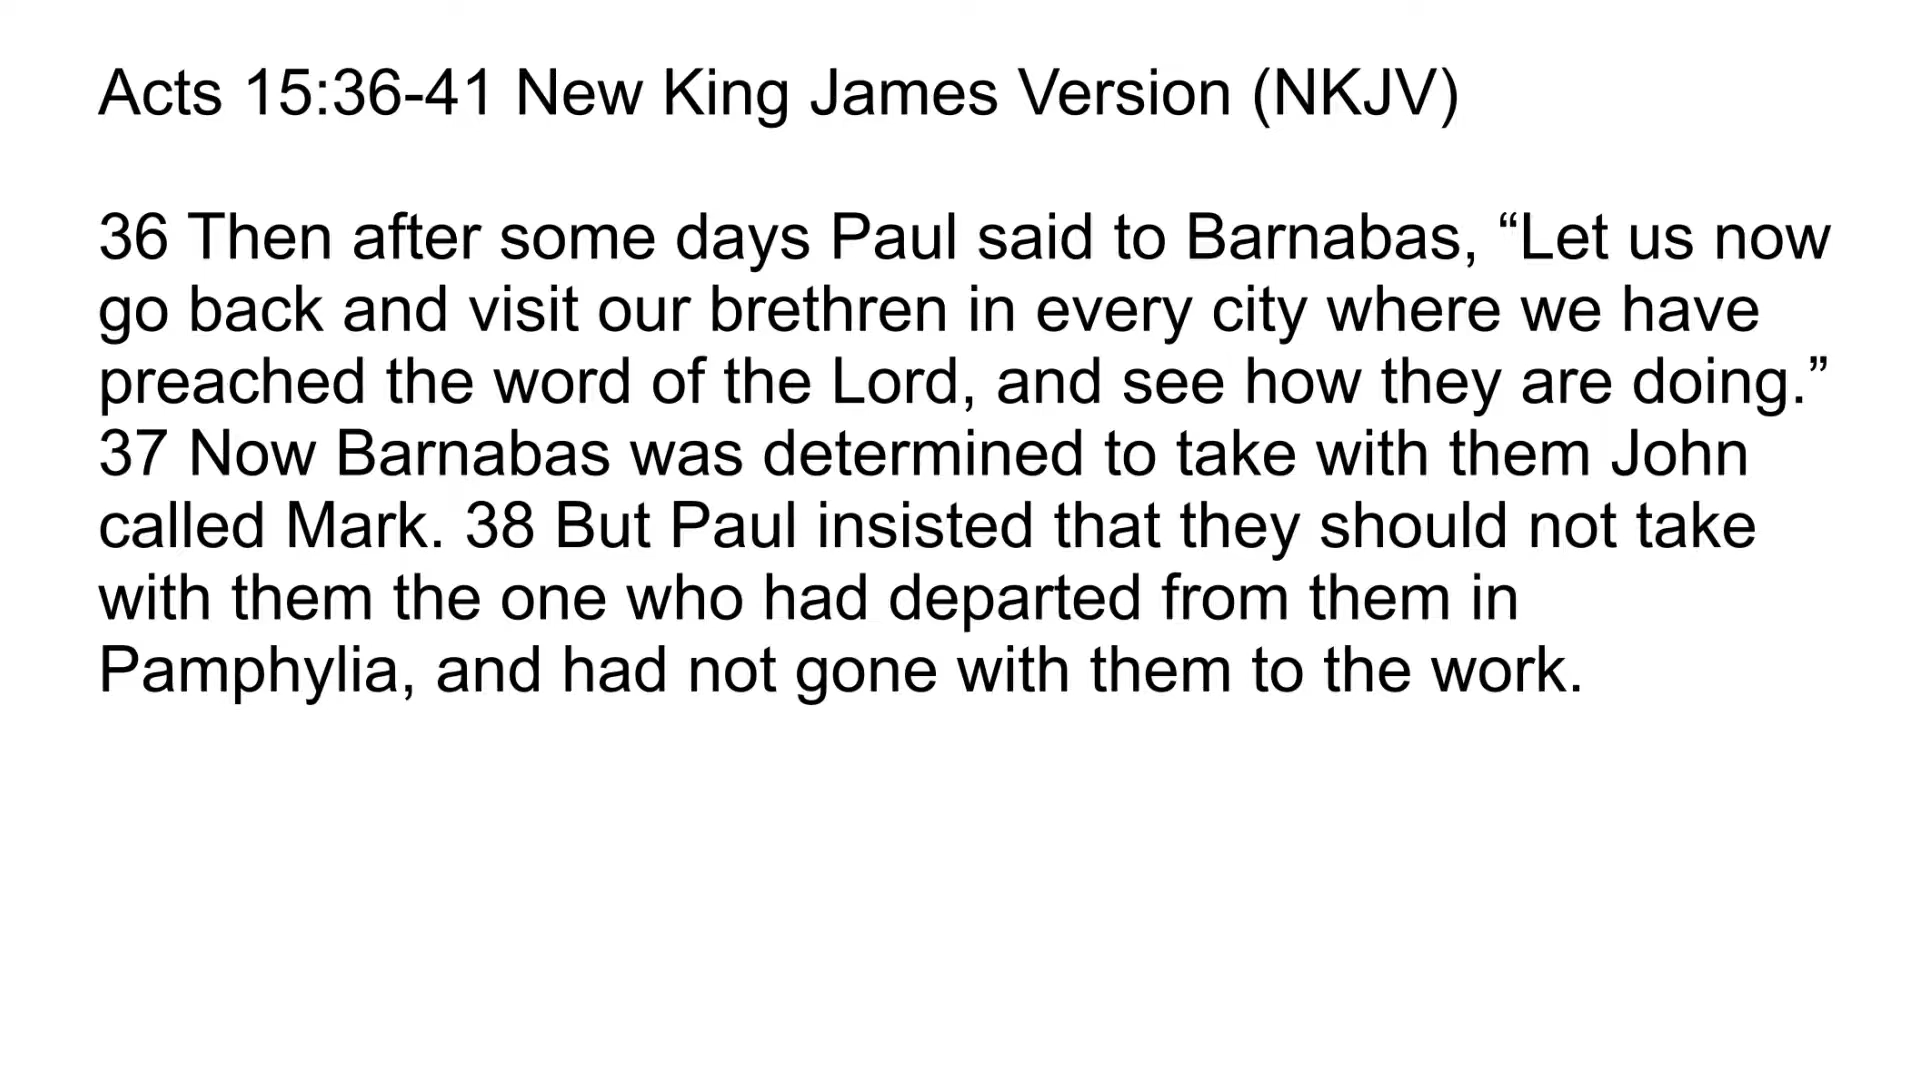 Acts 15:36-41 New King James Version (NKJV)
36 Then after some days Paul said to Barnabas, “Let us now
go back and visit our brethren in every city where we have
preached the word of the Lord, and see how they are doing.”
37 Now Barnabas was determined to take with them John
called Mark. 38 But Paul insisted that they should not take
with them the one who had departed from them in
Pamphylia, and had not gone with them to the work.